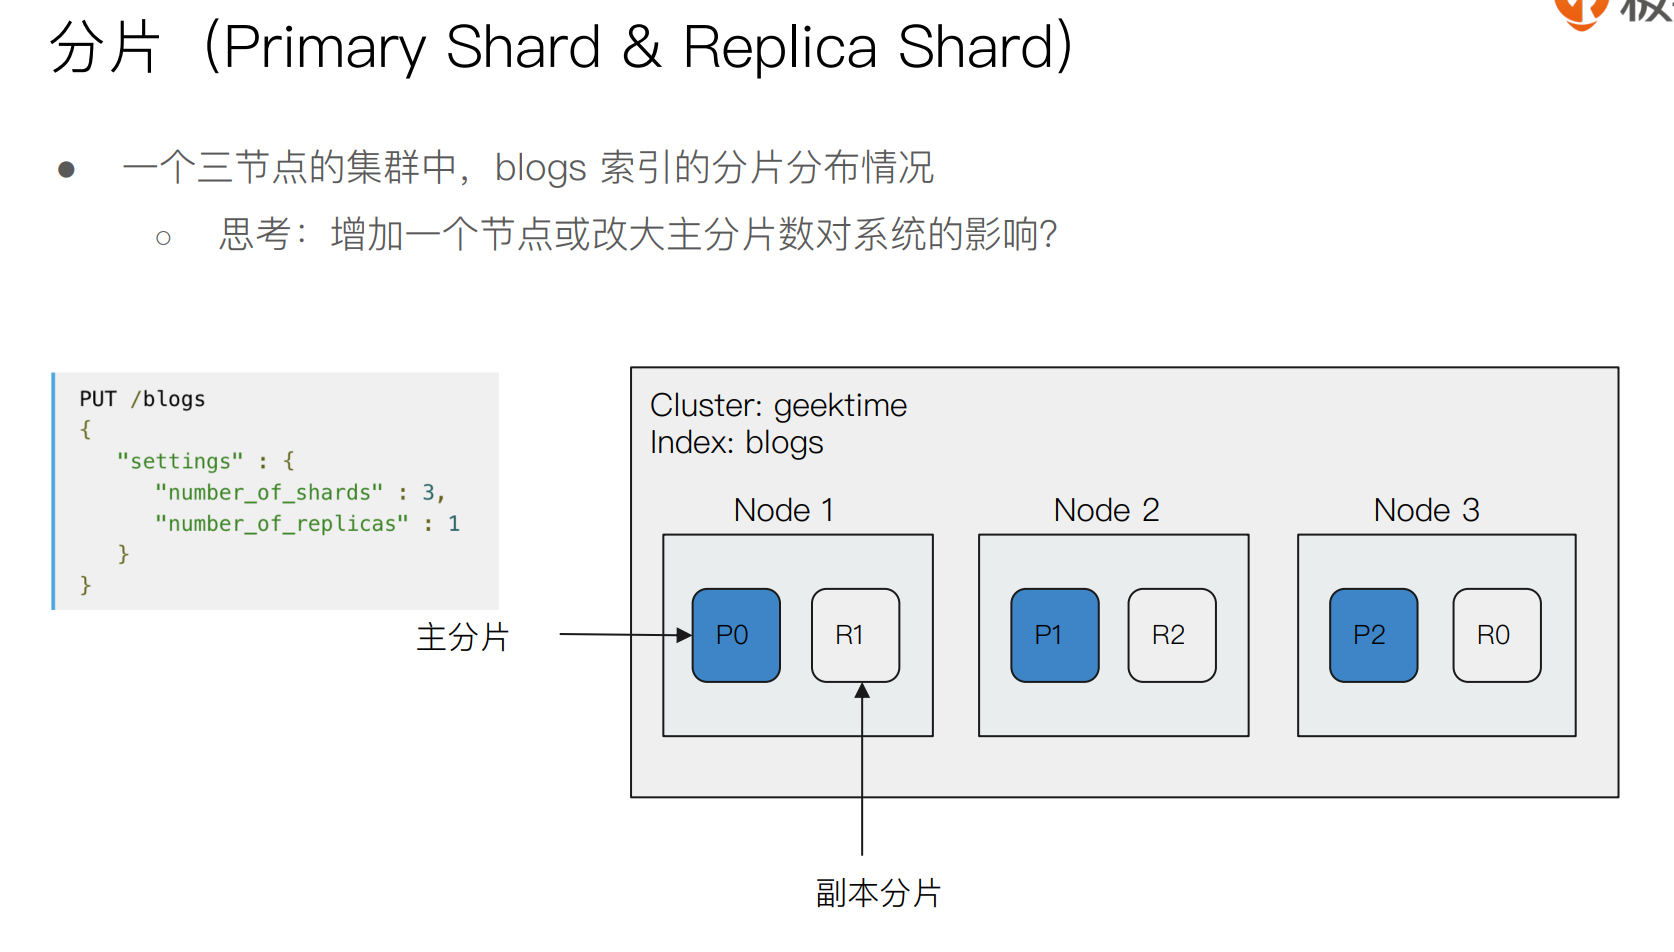 分片（Primary Shard & Replica Shard）
● 一个三节点的集群中，blogs 索引的分片分布情况
○ 思考：增加一个节点或改大主分片数对系统的影响？
PUT /blogs
{
"settings" : {
"number_of_shards" : 3,
"number_of_replicas" : 1
}
}
Cluster: geektime
Index: blogs
Node 1
Node 2
Node 3
P0
R1
P1
R2
P2
R0
主分片
副本分片